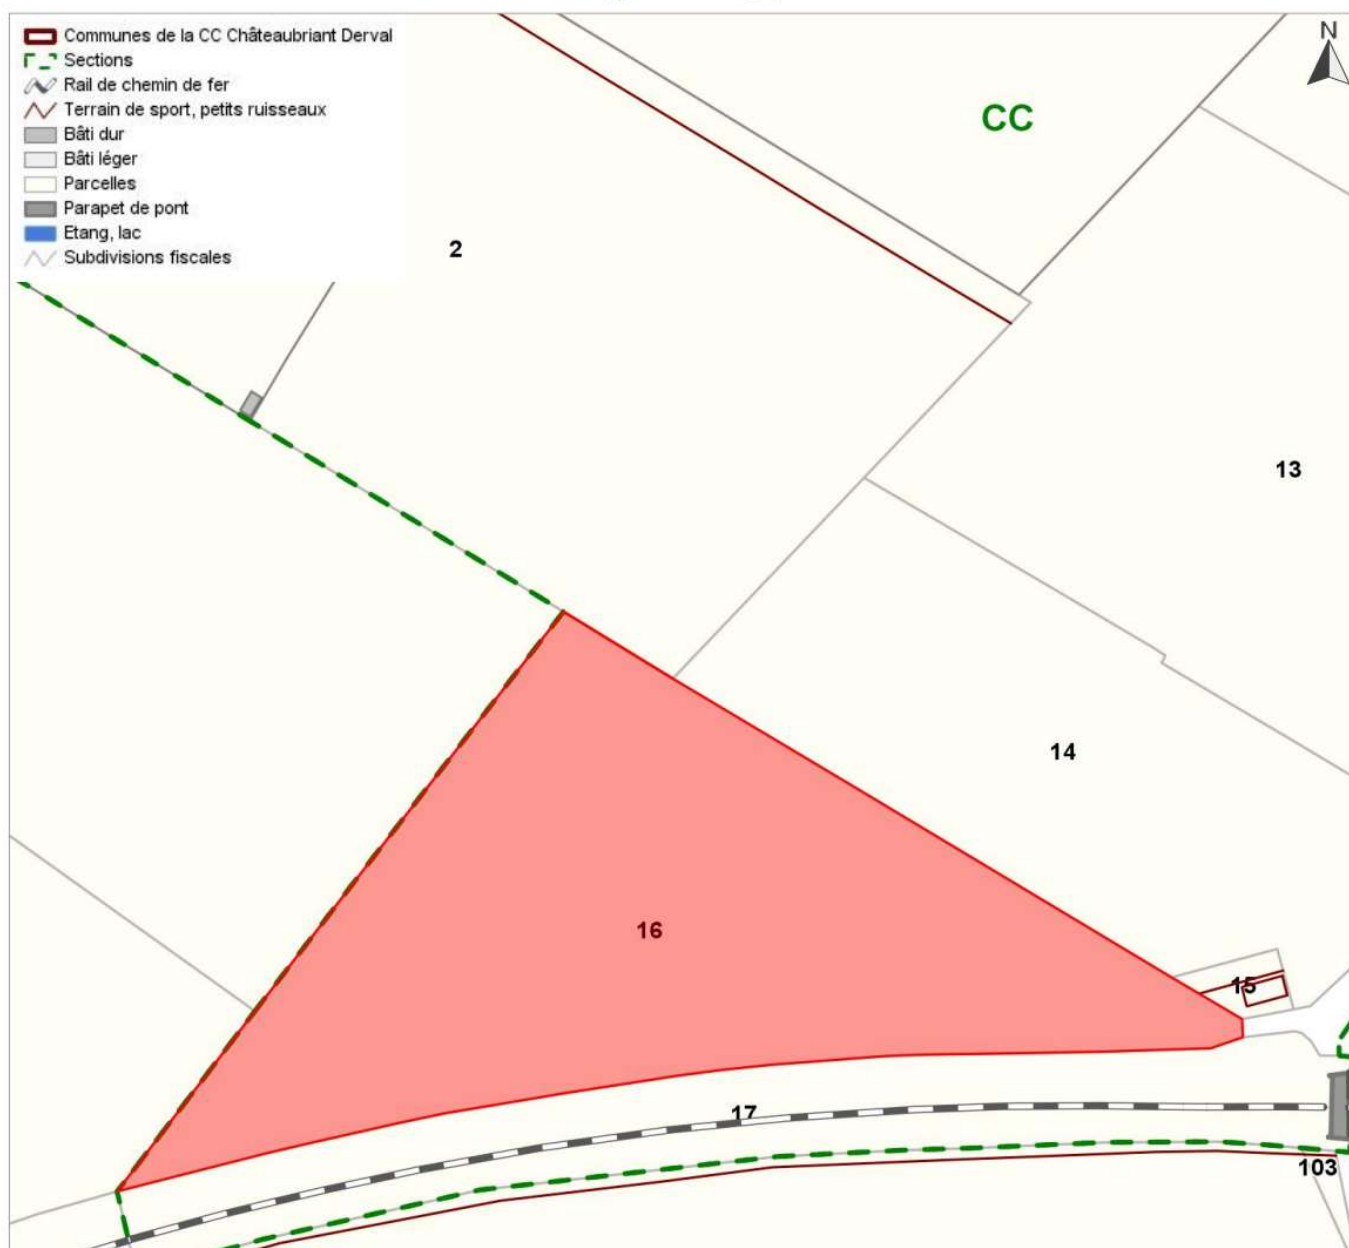 Communes de la CC Châteaubriant Derval
Sections
Rail de chemin de fer
Terrain de sport, petits ruisseaux
Bâti dur
Bâti léger
Parcelles
Parapet de pont
Etang, lac
Subdivisions fiscales
N
CC
2
13
14
16
15
17
103